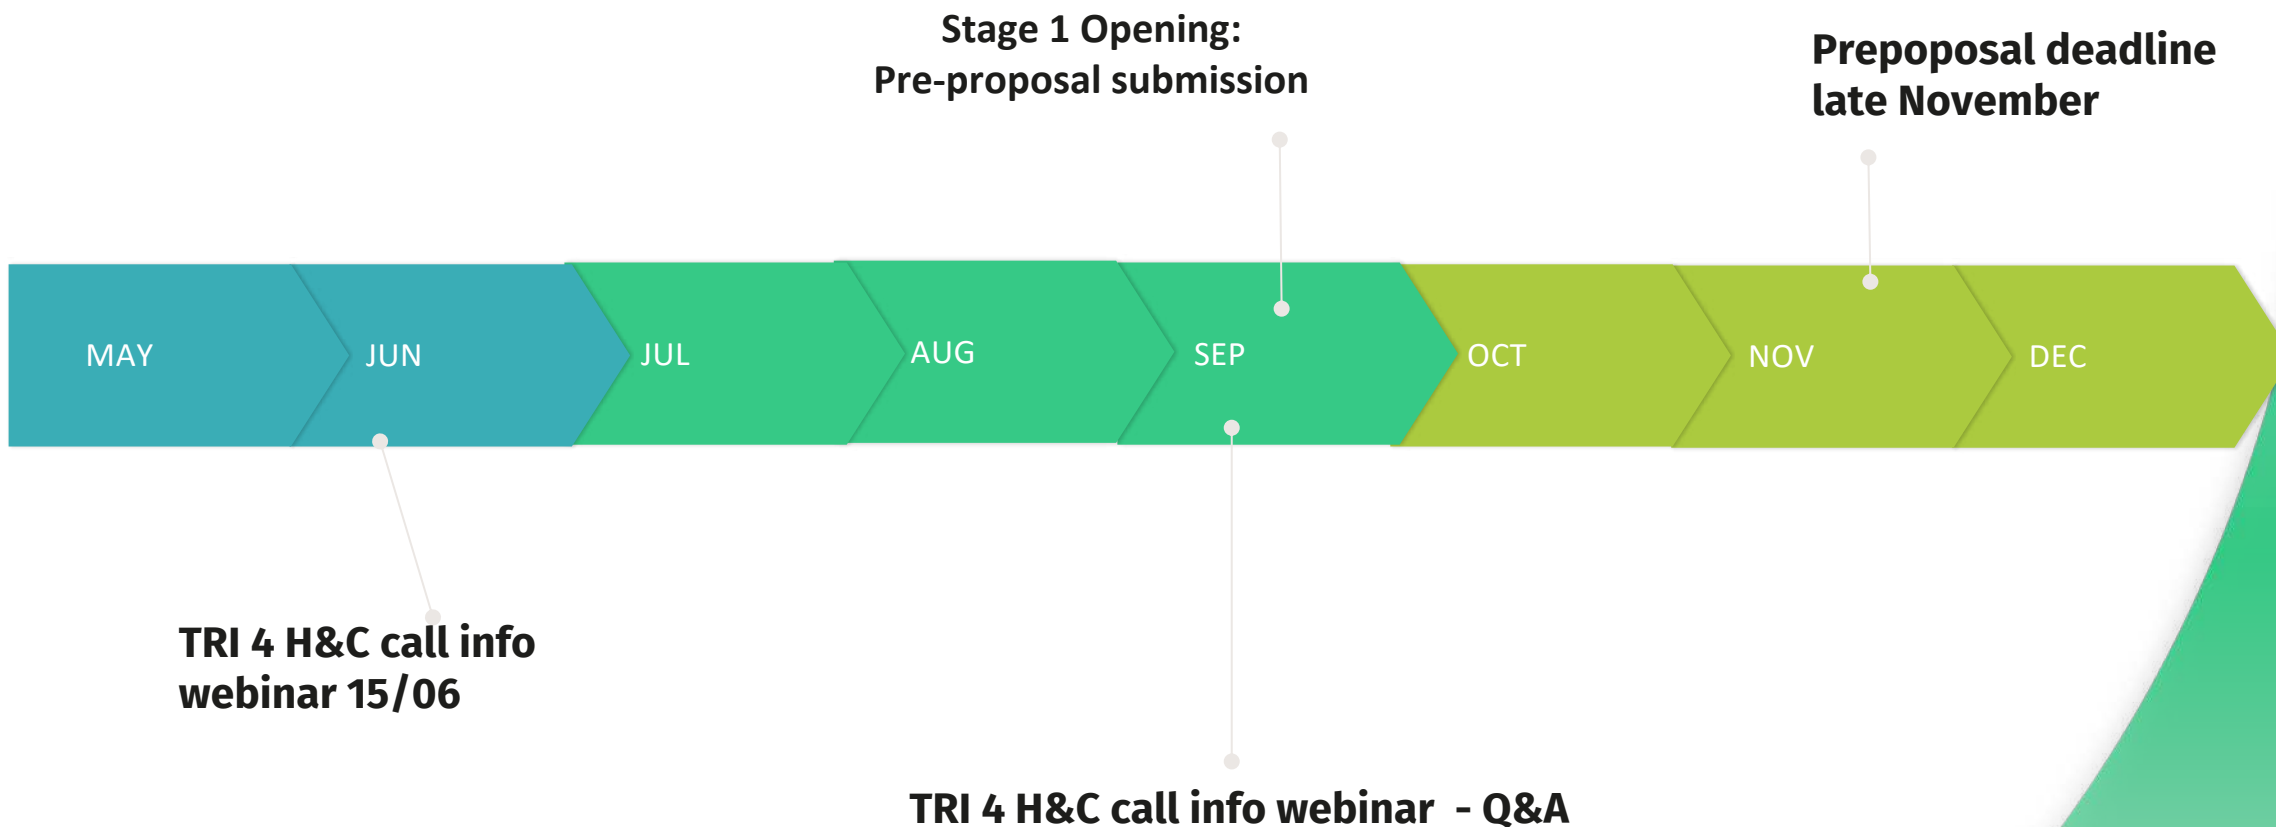 Stage 1 Opening:
Pre-proposal submission
Prepoposal deadline
late November
MAY
JUN
JUL
AUG
SEP
OCT
NOV
DEC
TRI 4 H&C call info
webinar 15/06
TRI 4 H&C call info webinar - Q&A